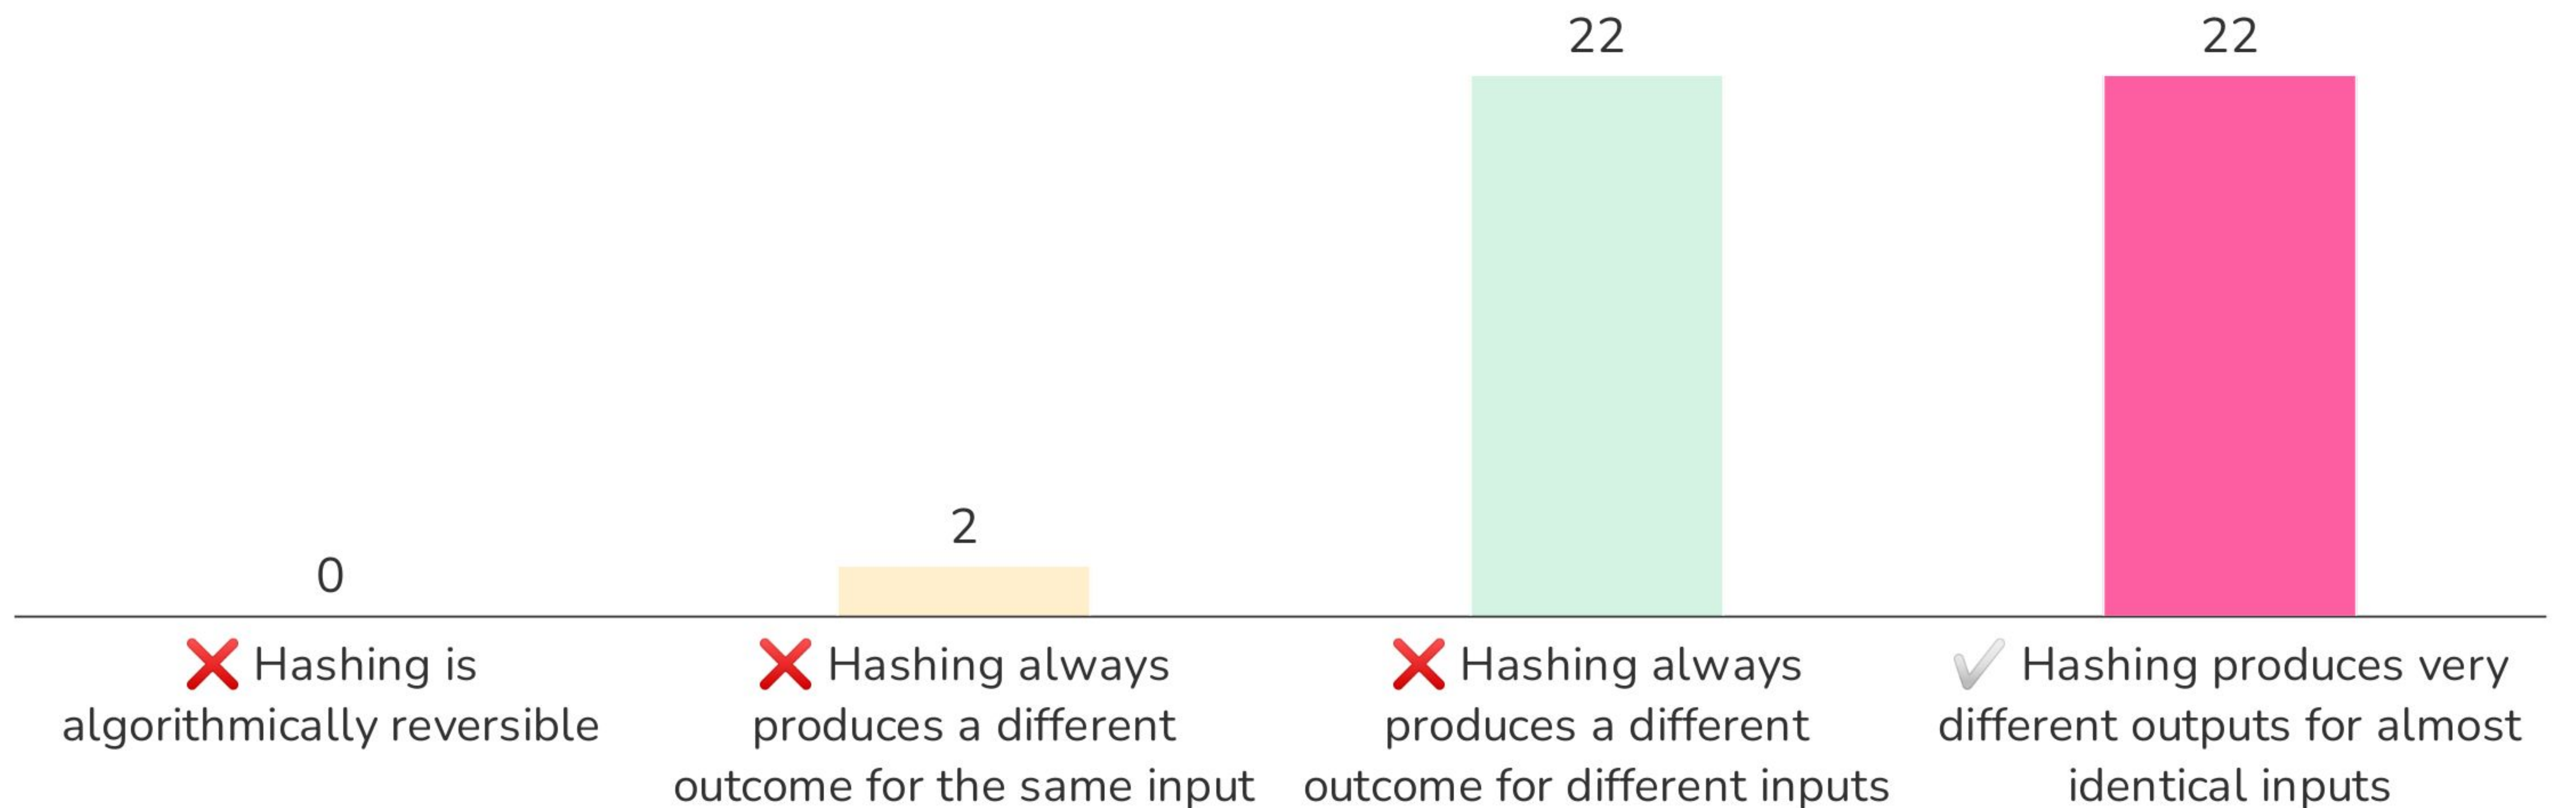 22
22
2
0
❌ Hashing is
algorithmically reversible
❌ Hashing always
produces a different
outcome for the same input
❌ Hashing always
produces a different
outcome for different inputs
✔ Hashing produces very
different outputs for almost
identical inputs